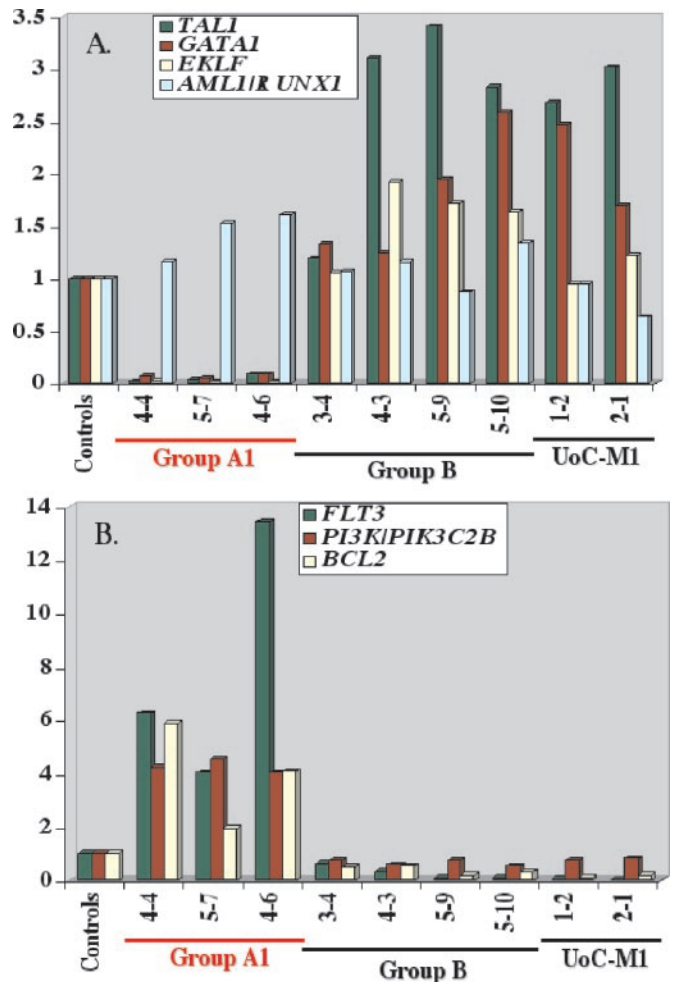 3.5
A.
TAL1
GATA1
EKLF
AML1/R UNX1
3
2.5
2
1.5
1
0.5
0
Controls
4-4
5-7
4-6
3-4
4-3
5-9
5-10
1-2
2-1
Group A1
Group B
UoC-M1
14
B.
FLT3
PI3K/PIK3C2B
BCL2
12
10
8
6
4
2
0
Controls
4-4
5-7
4-6
3-4
4-3
5-9
5-10
1-2
2-1
Group A1
Group B
UoC-M1